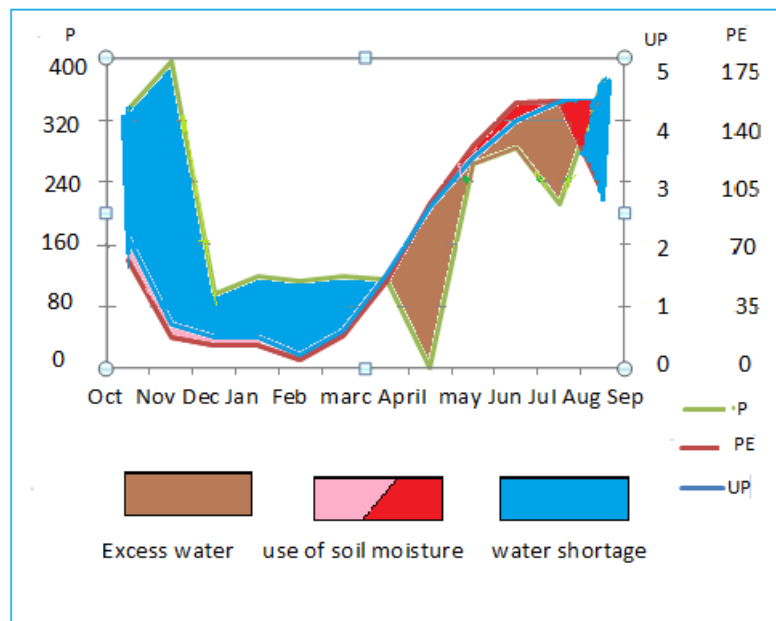 P UP PE
400 5 175
320 4 140
240 3 105
160 2 70
80 1 35
0 0 0
Oct Nov Dec Jan Feb marc April may Jun Jul Aug Sep
P
PE
UP
Excess water use of soil moisture water shortage